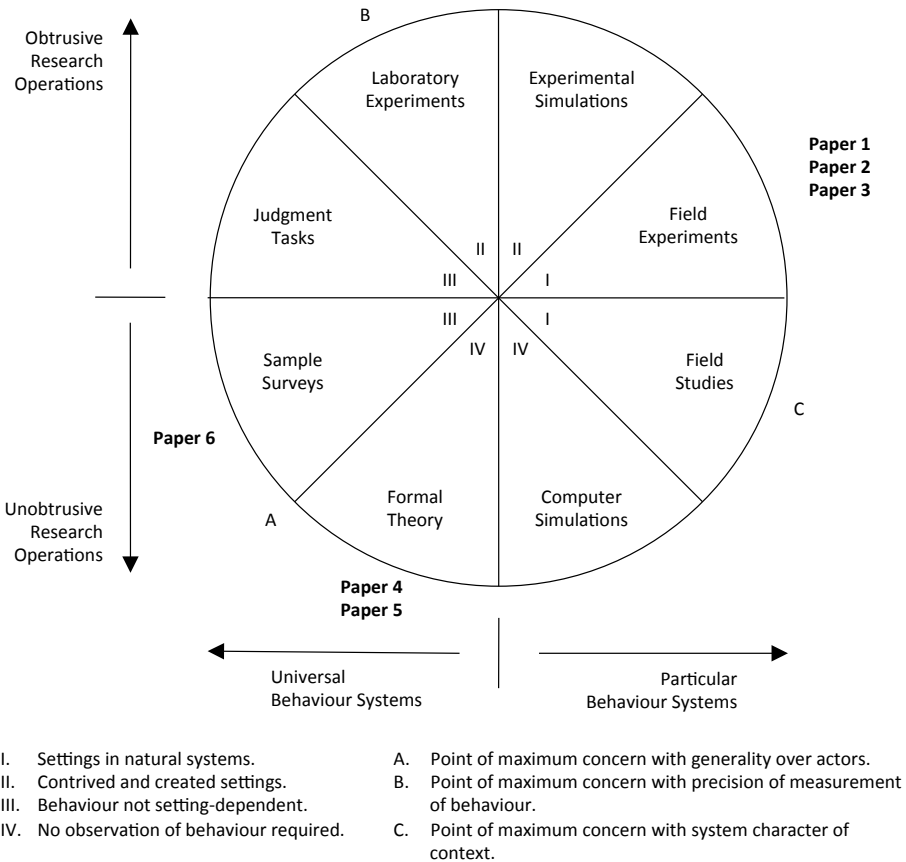 B
Obtrusive
Research
Operations
Laboratory
Experiments
Experimental
Simulations
Paper 1
Paper 2
Paper 3
Judgment
Tasks
Field
Experiments
II
II
III
I
III
I
IV
IV
Sample
Surveys
Field
Studies
C
Paper 6
Unobtrusive
Research
Operations
A
Formal
Theory
Computer
Simulations
Paper 4
Paper 5
Universal
Behaviour Systems
Particular
Behaviour Systems
I. Settings in natural systems.
II. Contrived and created settings.
III. Behaviour not setting-dependent.
IV. No observation of behaviour required.
A. Point of maximum concern with generality over actors.
B. Point of maximum concern with precision of measurement
of behaviour.
C. Point of maximum concern with system character of
context.